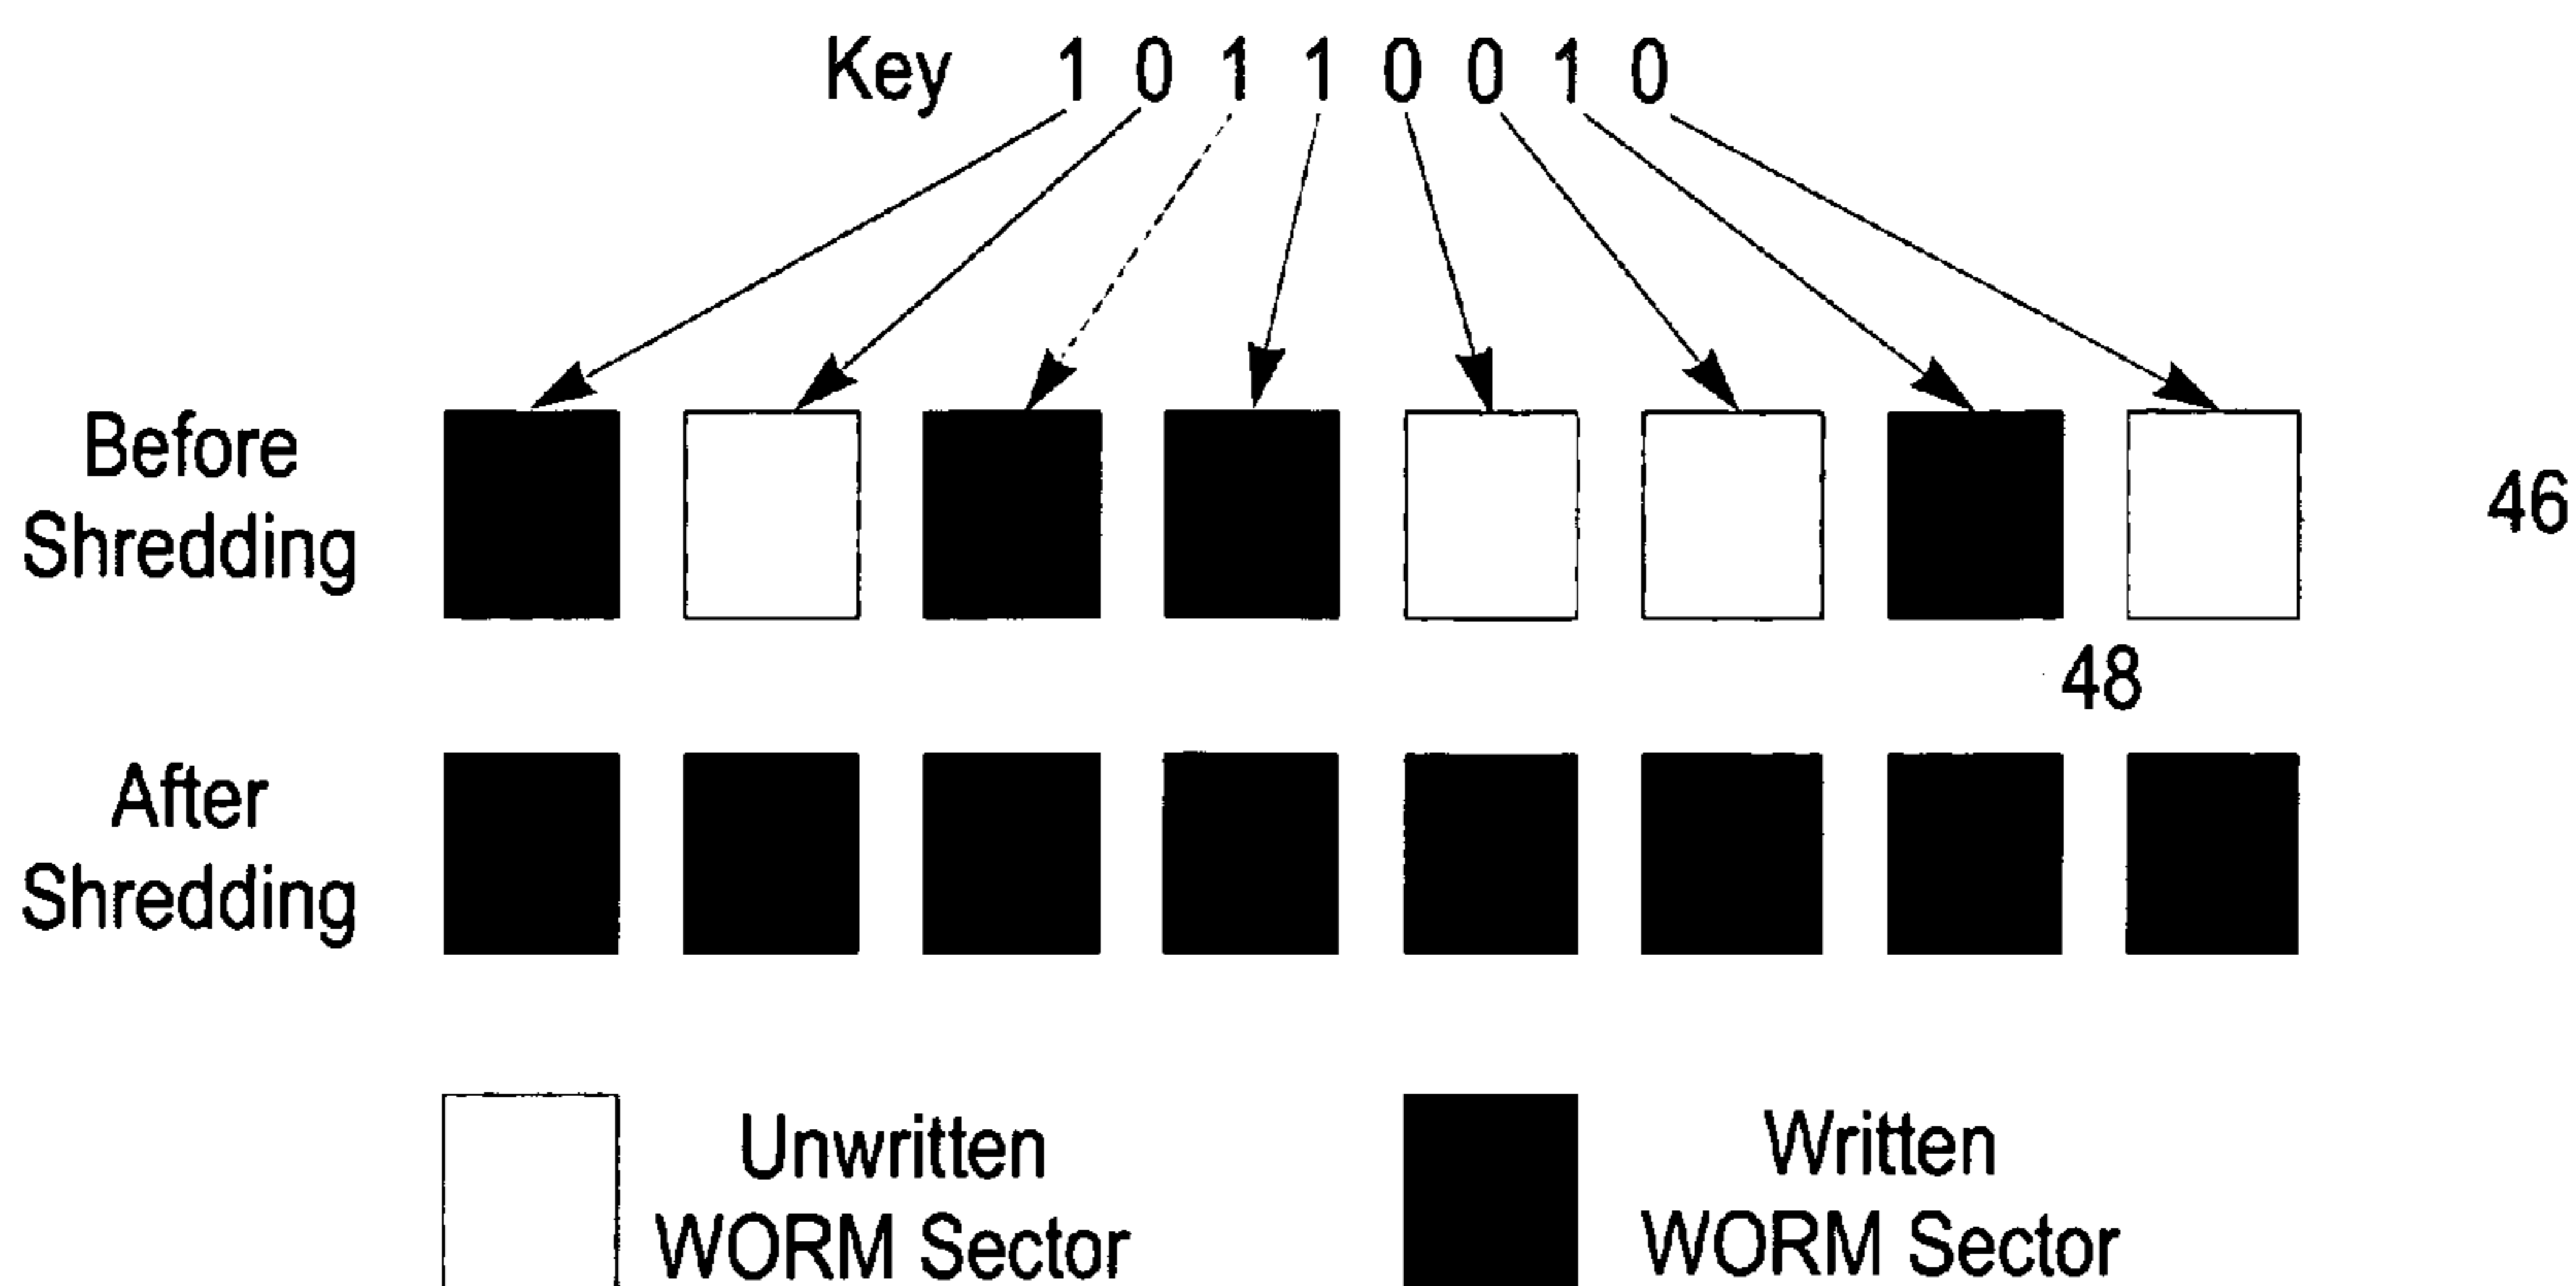 Key 1 0 1 1 0 0 1 0
Before
Shredding
46
48
After
Shredding
Unwritten
WORM Sector
Written
WORM Sector